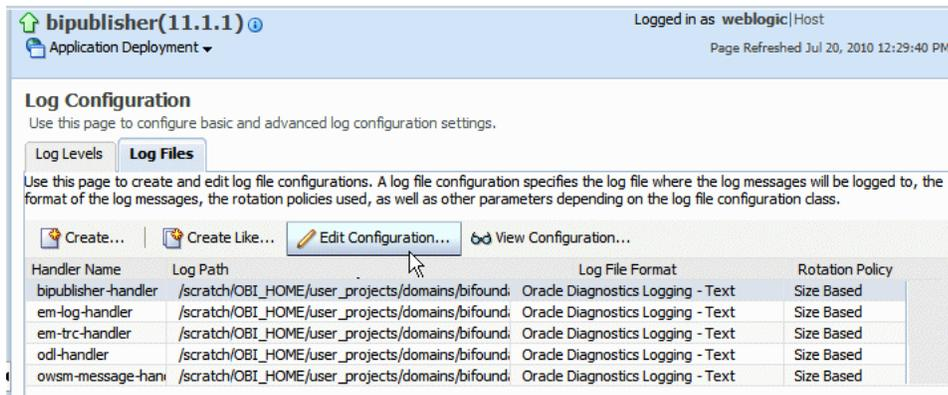 bipublisher(11.1.1)
Logged in as weblogic|Host
Application Deployment
Page Refreshed Jul 20, 2010 12:29:40 PM
Log Configuration
Use this page to configure basic and advanced log configuration settings.
Log Levels Log Files
Use this page to create and edit log file configurations. A log file configuration specifies the log file where the log messages will be logged to, the
format of the log messages, the rotation policies used, as well as other parameters depending on the log file configuration class.
Create... Create Like... Edit Configuration... View Configuration...
Handler Name Log Path Log File Format Rotation Policy
bipublisher-handler /scratch/OBI_HOME/user_projects/domains/bifounda Oracle Diagnostics Logging - Text Size Based
em-log-handler /scratch/OBI_HOME/user_projects/domains/bifounda Oracle Diagnostics Logging - Text Size Based
em-trc-handler /scratch/OBI_HOME/user_projects/domains/bifounda Oracle Diagnostics Logging - Text Size Based
odl-handler /scratch/OBI_HOME/user_projects/domains/bifounda Oracle Diagnostics Logging - Text Size Based
owsm-message-hand /scratch/OBI_HOME/user_projects/domains/bifounda Oracle Diagnostics Logging - Text Size Based